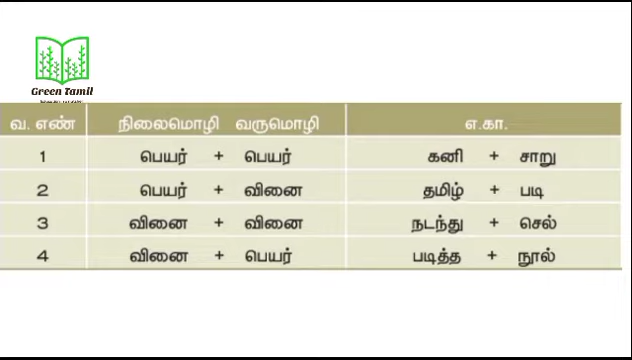 Green Tamil
வ. எண் நிலைமொழி வருமொழி எ.கா.
1 பெயர் + பெயர் கனி + சாறு
2 பெயர் + வினை தமிழ் + படி
3 வினை + வினை நடந்து + செல்
4 வினை + பெயர் படித்த + நூல்